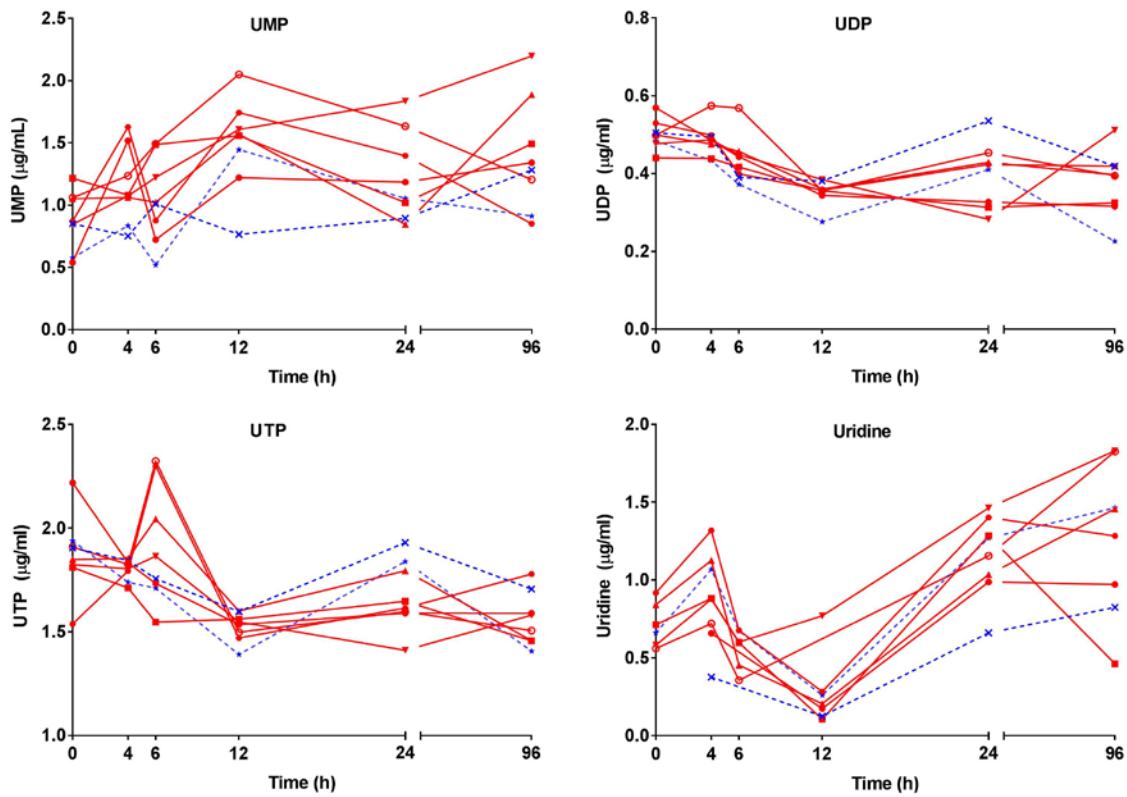 UMP
UMP (μg/mL)
2.5
2.0
1.5
1.0
0.5
0.0
0 4 6 12 24 96
Time (h)
UDP
UDP (μg/ml)
0.8
0.6
0.4
0.2
0.0
0 4 6 12 24 96
Time (h)
UTP
UTP (μg/ml)
2.5
2.0
1.5
1.0
0 4 6 12 24 96
Time (h)
Uridine
Uridine (μg/ml)
2.0
1.5
1.0
0.5
0.0
0 4 6 12 24 96
Time (h)